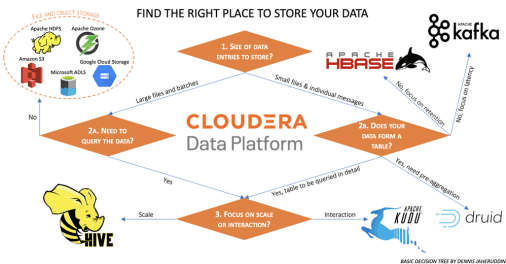 FIND THE RIGHT PLACE TO STORE YOUR DATA
FILE AND OBJECT STORAGE
Apache HDFS
Apache Ozone
Amazon S3
Google Cloud Storage
Microsoft ADLS
1. SIZE OF DATA
ENTRIES TO STORE?
APACHE
HBASE
APACHE
kafka
Large files and batches
Small files & individual messages
No, focus on retention
No, focus on latency
No
2A. NEED TO
QUERY THE DATA?
CLOUDERA
Data Platform
2B. DOES YOUR
DATA FORM A
TABLE?
Yes
Yes, table to be queried in detail
Yes, need pre-aggregation
HIVE
Scale
3. FOCUS ON SCALE
OR INTERACTION?
Interaction
APACHE
KUDU
druid
BASIC DECISION TREE BY DENNIS JAHERUDDIN